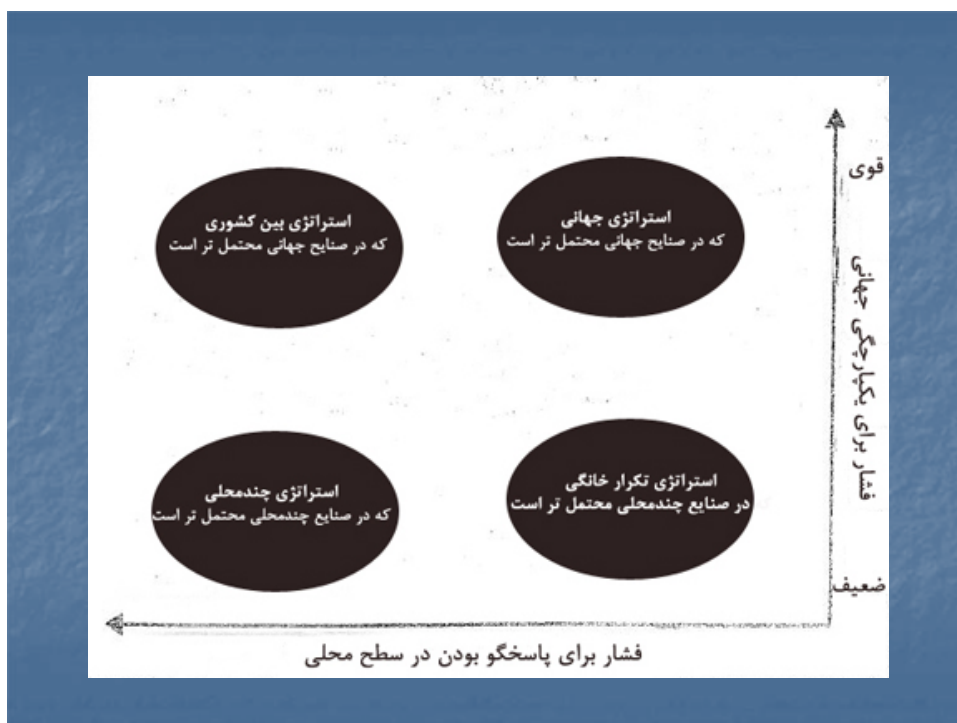 قوی
استراتژی جهانی
که در صنایح جهانی محتمل تر است
استراتژی بین کشوری
که در صنایح جهانی محتمل تر است
فشار برای یکپارچگی جهانی
استراتژی تکرار خانگی
در صنایع چندمحلی محتمل تر است
استراتژی چندمحلی
که در صنایع چندمحلی محتمل تر است
ضعیف
فشار برای پاسخگو بودن در سطح محلی